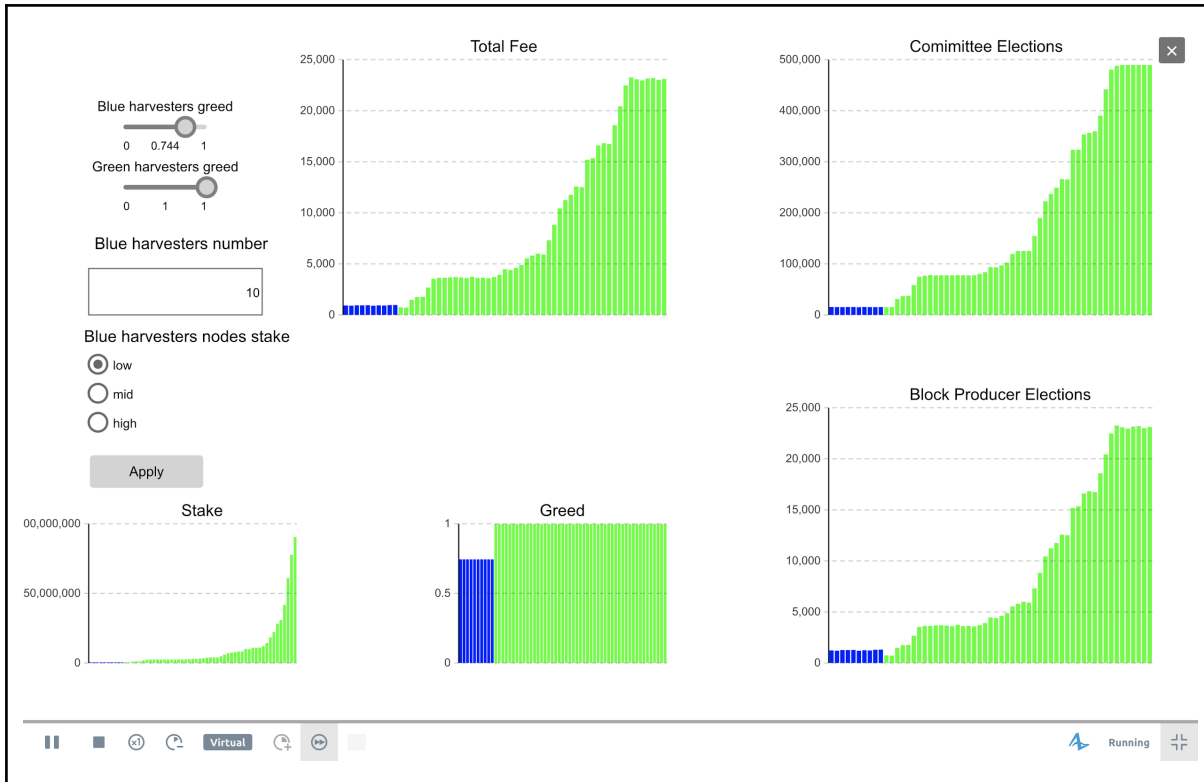 Total Fee
25,000
20,000
15,000
10,000
5,000
0
Comimittee Elections
×
500,000
400,000
300,000
200,000
100,000
0
Blue harvesters greed
0 0.744 1
Green harvesters greed
0 1 1
Blue harvesters number
10
Blue harvesters nodes stake
low
mid
high
Apply
Block Producer Elections
25,000
20,000
15,000
10,000
5,000
0
Stake
00,000,000
50,000,000
0
Greed
1
0.5
0
x1
Virtual
Running